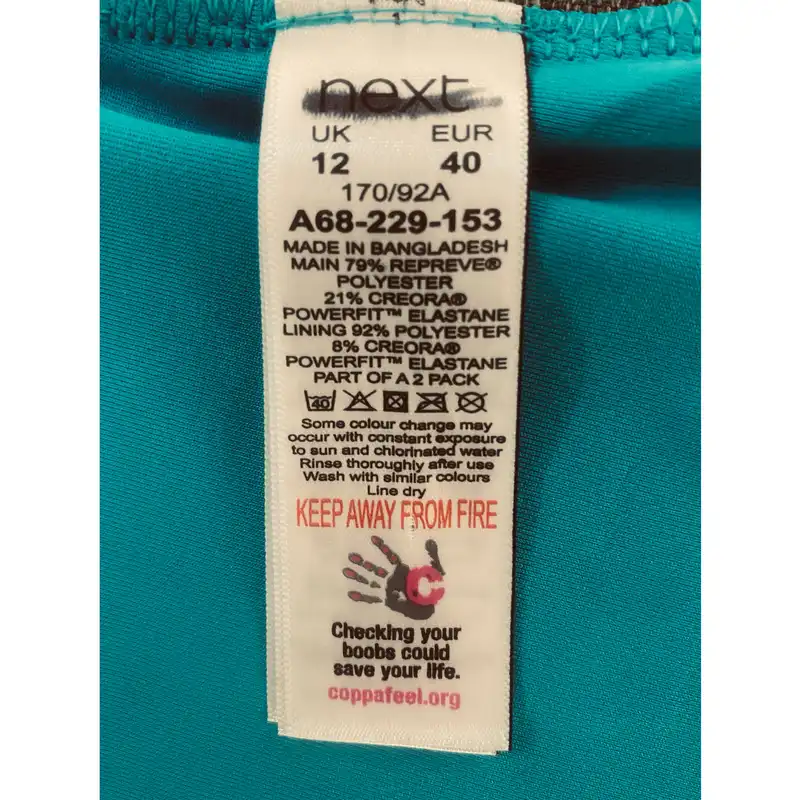 next
UK EUR
12 40
170/92A
A68-229-153
MADE IN BANGLADESH
MAIN 79% REPREVE®
POLYESTER
21% CREORA®
POWERFIT™ ELASTANE
LINING 92% POLYESTER
8% CREORA®
POWERFIT™ ELASTANE
PART OF A 2 PACK
40
Some colour change may
occur with constant exposure
to sun and chlorinated water
Rinse thoroughly after use
Wash with similar colours
Line dry
KEEP AWAY FROM FIRE
C
Checking your
boobs could
save your life.
coppafeel.org